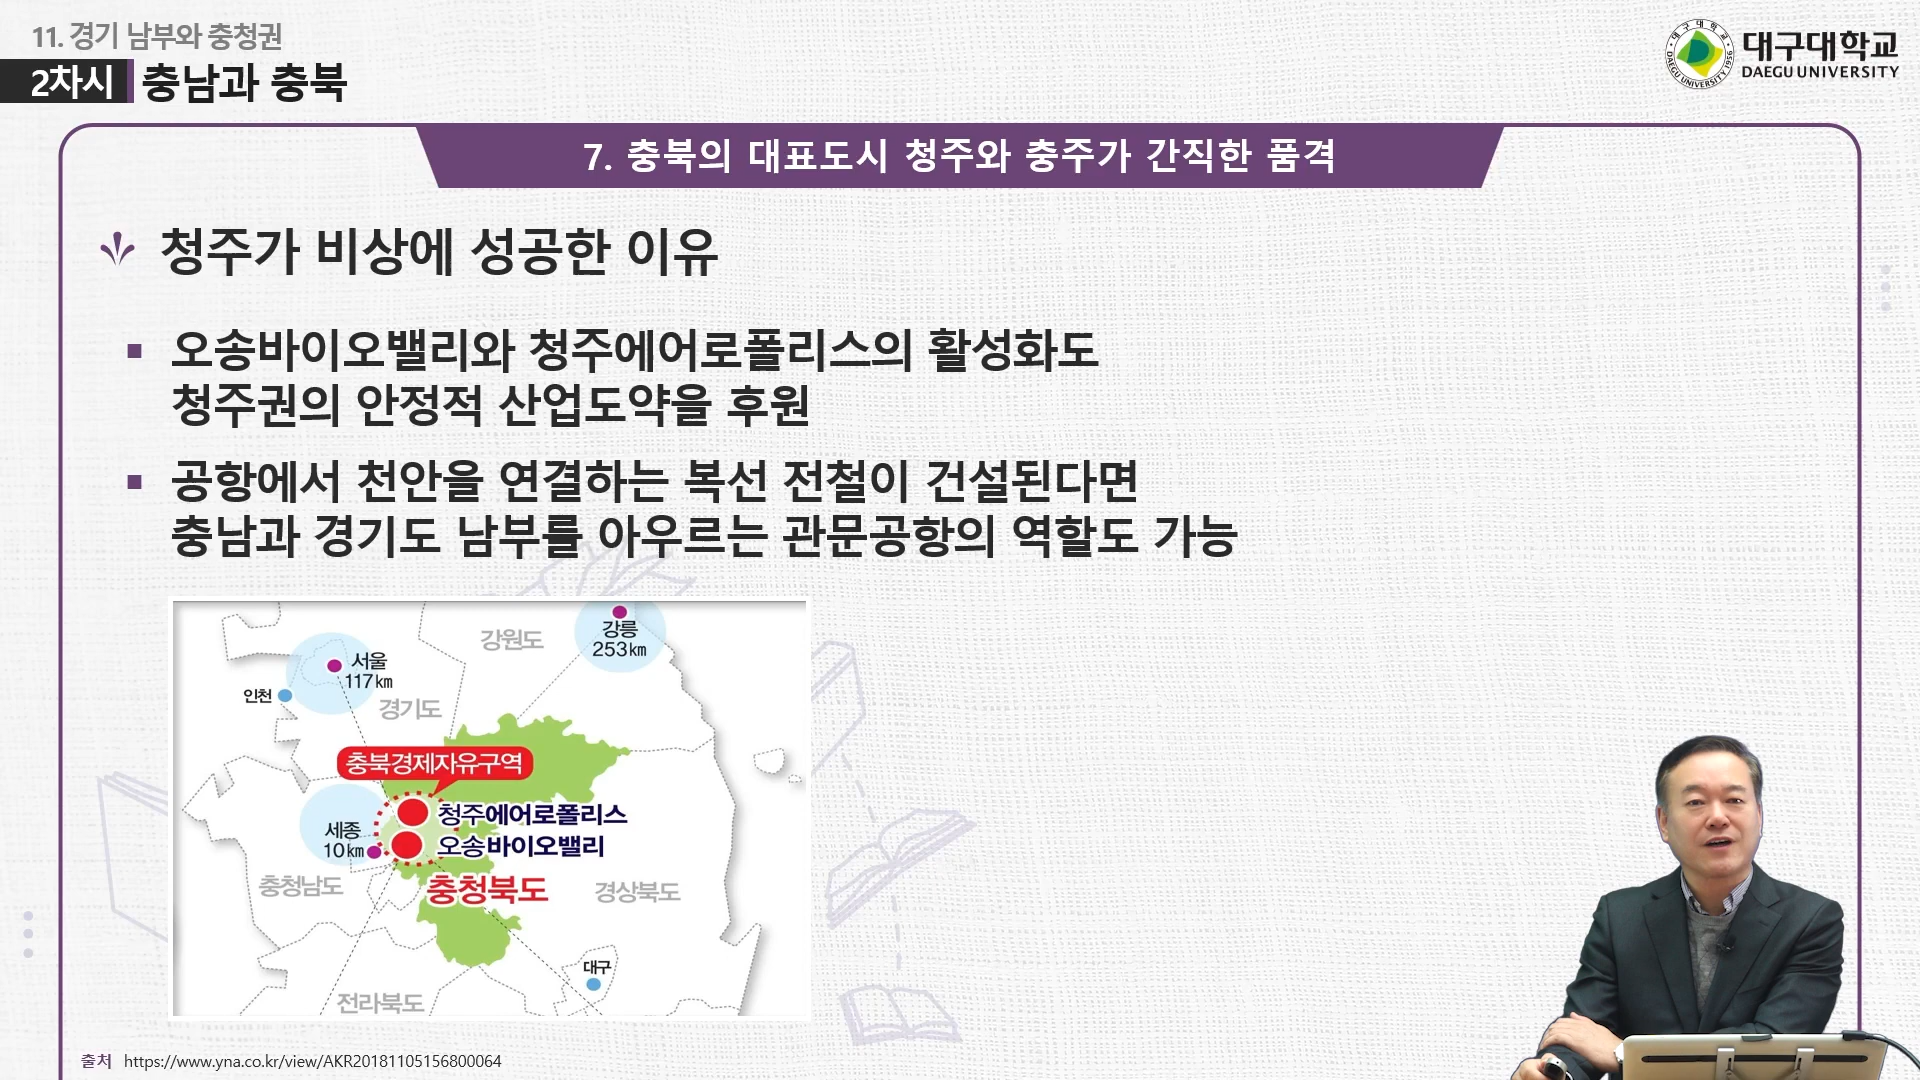 11. 경기 남부와 충청권
2차시 충남과 충북
대구대학교
DAEGU UNIVERSITY
대구대학교
DAEGU UNIVERSITY 1956
7. 충북의 대표도시 청주와 충주가 간직한 품격
청주가 비상에 성공한 이유
오송바이오밸리와 청주에어로폴리스의 활성화도
청주권의 안정적 산업도약을 후원
공항에서 천안을 연결하는 복선 전철이 건설된다면
충남과 경기도 남부를 아우르는 관문공항의 역할도 가능
강릉
253km
강원도
서울
117km
인천
경기도
충북경제자유구역
청주에어로폴리스
세종
10km
오송바이오밸리
충청남도
충청북도
경상북도
대구
전라북도
출처 https://www.yna.co.kr/view/AKR20181105156800064